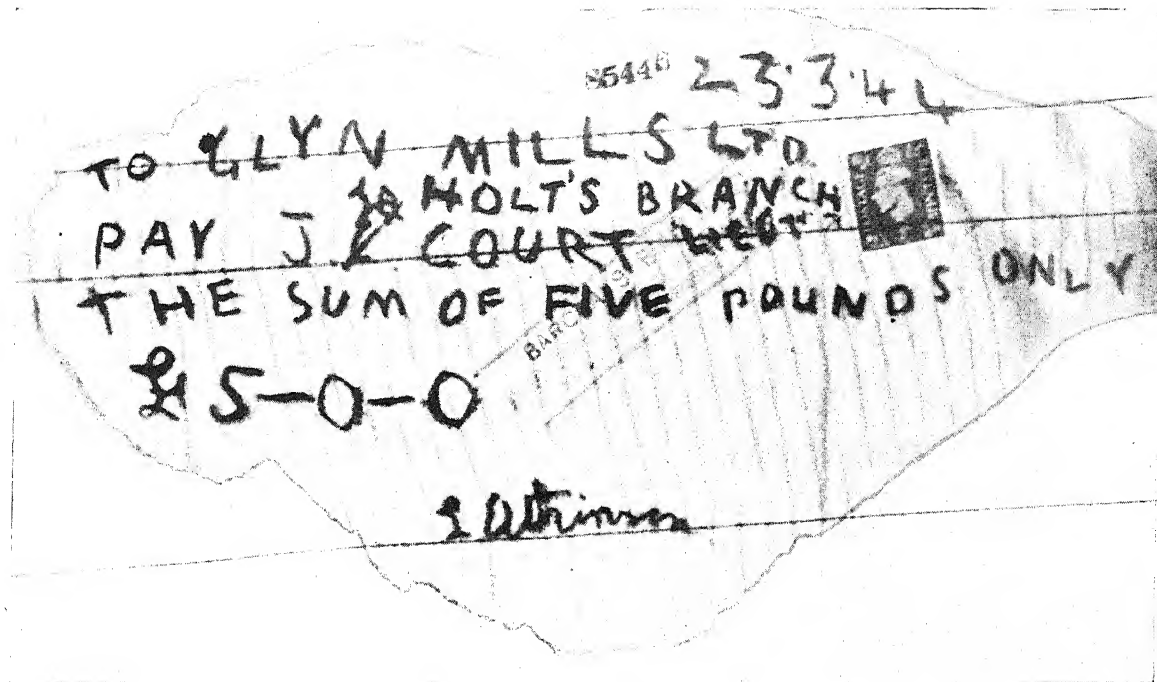 85446 23.3.44
TO GLYN MILLS LTD.
HOLT'S BRANCH
PAY J COURT
THE SUM OF FIVE POUNDS ONLY
£5-0-0
Atkinson